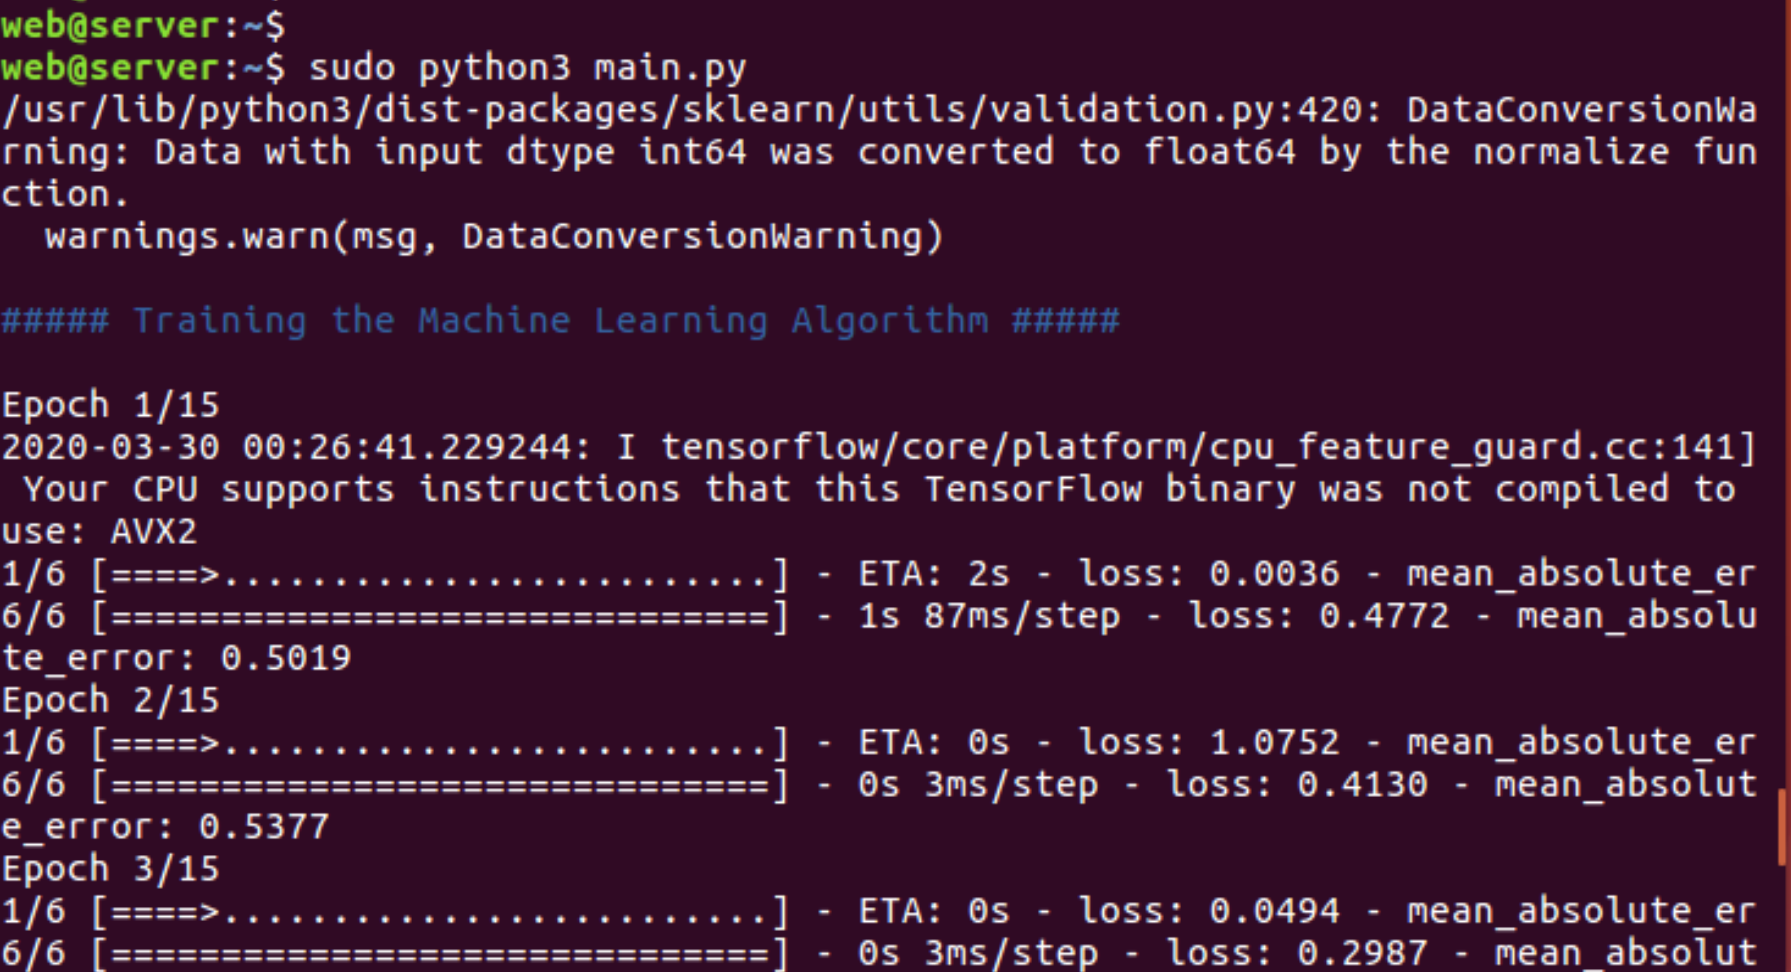 web@server:~$
web@server:~$ sudo python3 main.py
/usr/lib/python3/dist-packages/sklearn/utils/validation.py:420: DataConversionWa
rning: Data with input dtype int64 was converted to float64 by the normalize fun
ction.
  warnings.warn(msg, DataConversionWarning)
##### Training the Machine Learning Algorithm #####
Epoch 1/15
2020-03-30 00:26:41.229244: I tensorflow/core/platform/cpu_feature_guard.cc:141]
 Your CPU supports instructions that this TensorFlow binary was not compiled to
use: AVX2
1/6 [====>.........................] - ETA: 2s - loss: 0.0036 - mean_absolute_er
6/6 [==============================] - 1s 87ms/step - loss: 0.4772 - mean_absolu
te_error: 0.5019
Epoch 2/15
1/6 [====>.........................] - ETA: 0s - loss: 1.0752 - mean_absolute_er
6/6 [==============================] - 0s 3ms/step - loss: 0.4130 - mean_absolut
e_error: 0.5377
Epoch 3/15
1/6 [====>.........................] - ETA: 0s - loss: 0.0494 - mean_absolute_er
6/6 [==============================] - 0s 3ms/step - loss: 0.2987 - mean_absolut